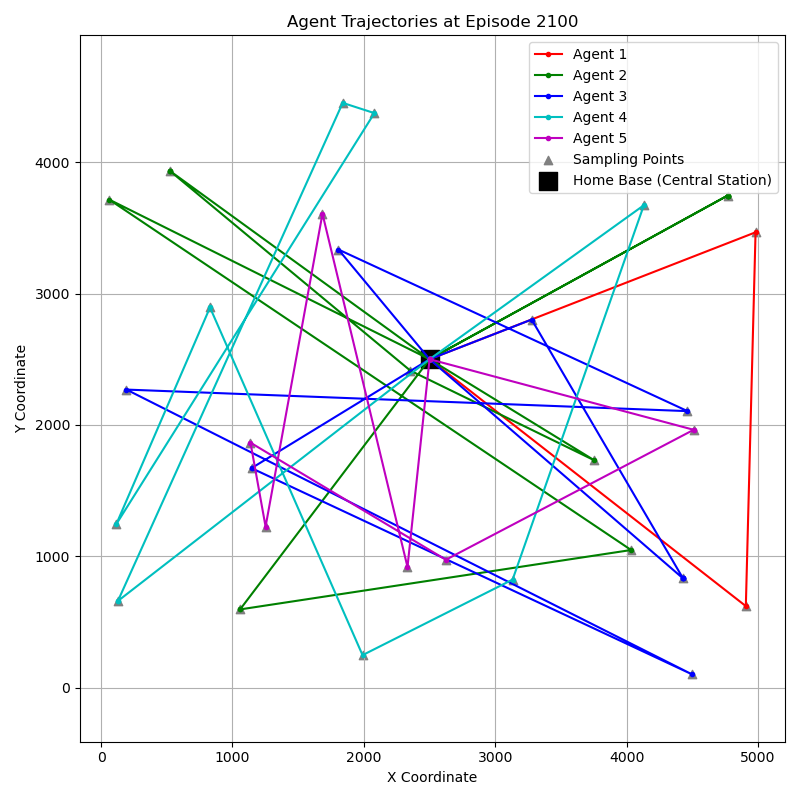 Agent Trajectories at Episode 2100
Agent 1
Agent 2
Agent 3
Agent 4
Agent 5
Sampling Points
Home Base (Central Station)
Y Coordinate
4000
3000
2000
1000
0
0 1000 2000 3000 4000 5000
X Coordinate